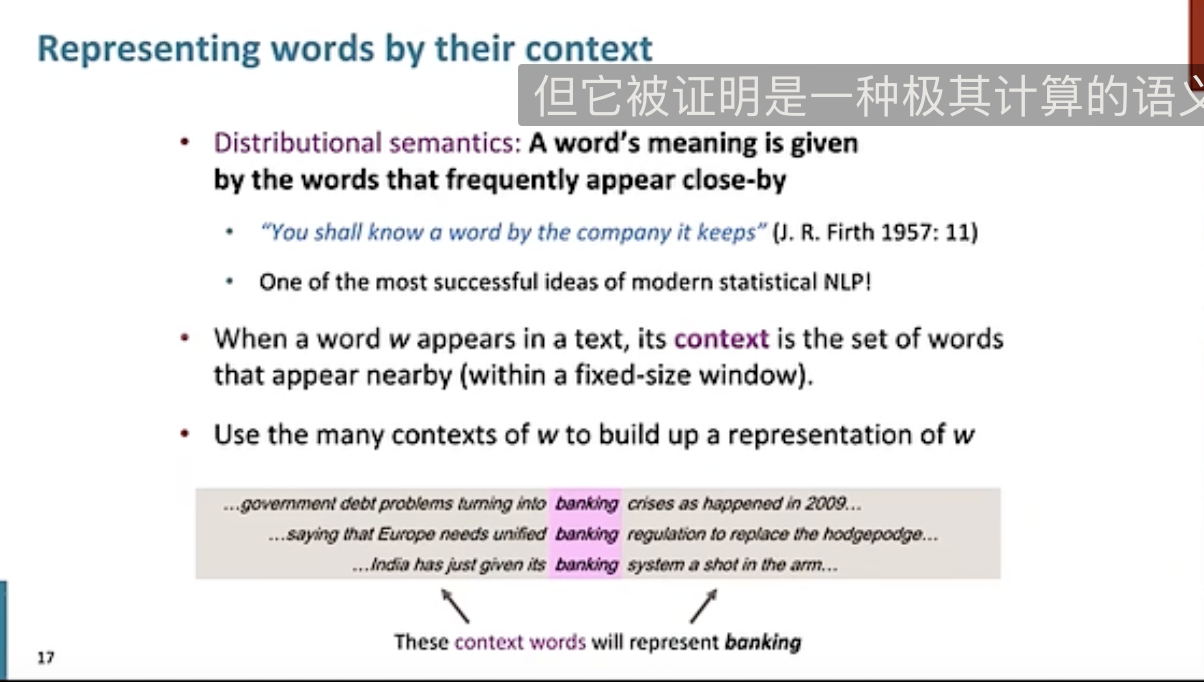 Representing words by their context
但它被证明是一种极其计算的语义
• Distributional semantics: A word's meaning is given
by the words that frequently appear close-by
• "You shall know a word by the company it keeps" (J. R. Firth 1957: 11)
• One of the most successful ideas of modern statistical NLP!
• When a word w appears in a text, its context is the set of words
that appear nearby (within a fixed-size window).
• Use the many contexts of w to build up a representation of w
…government debt problems turning into banking crises as happened in 2009…
…saying that Europe needs unified banking regulation to replace the hodgepodge…
…India has just given its banking system a shot in the arm…
These context words will represent banking
17